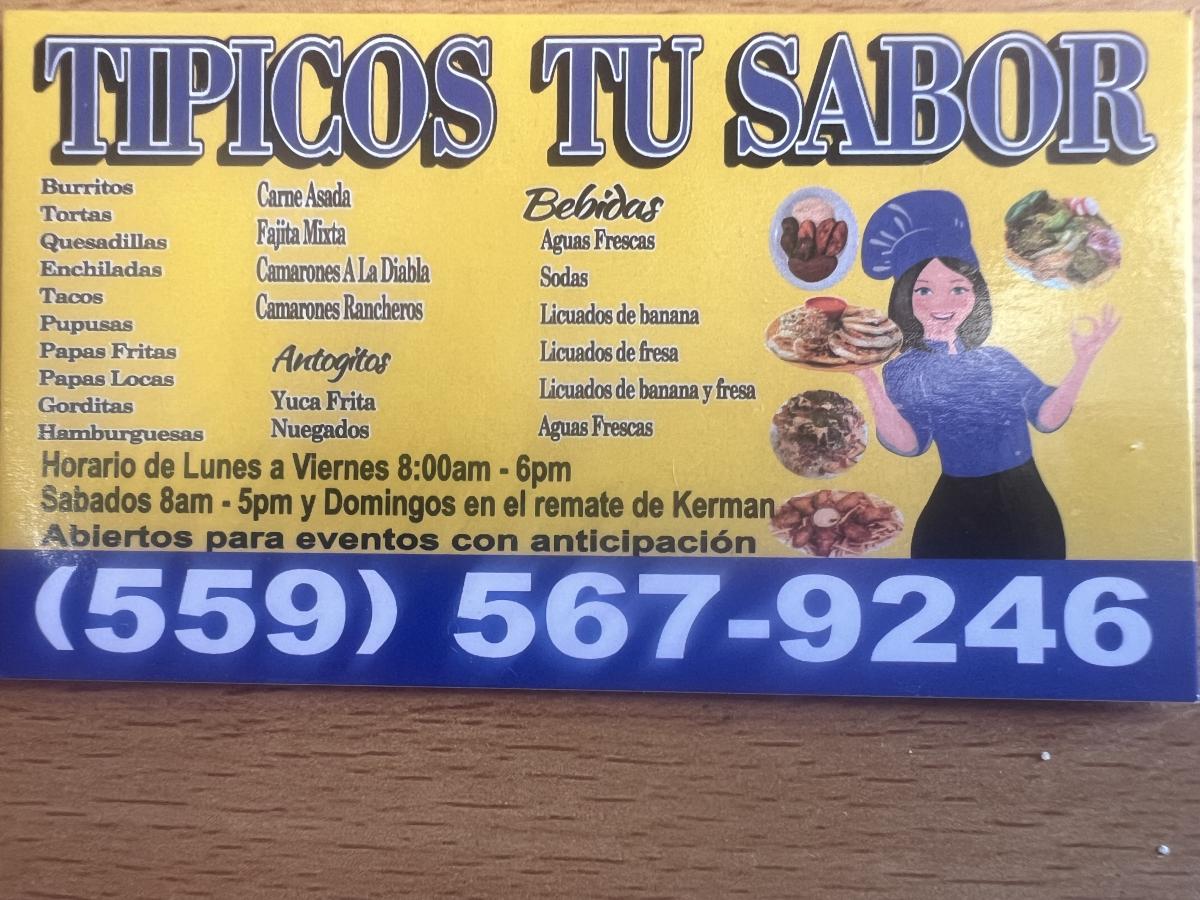 TIPICOS TU SABOR
Burritos
Tortas
Quesadillas
Enchiladas
Tacos
Pupusas
Papas Fritas
Papas Locas
Gorditas
Hamburguesas
Carne Asada
Fajita Mixta
Camarones A La Diabla
Camarones Rancheros
Antogitos
Yuca Frita
Nuegados
Bebidas
Aguas Frescas
Sodas
Licuados de banana
Licuados de fresa
Licuados de banana y fresa
Aguas Frescas
Horario de Lunes a Viernes 8:00am - 6pm
Sabados 8am - 5pm y Domingos en el remate de Kerman
Abiertos para eventos con anticipación
(559) 567-9246